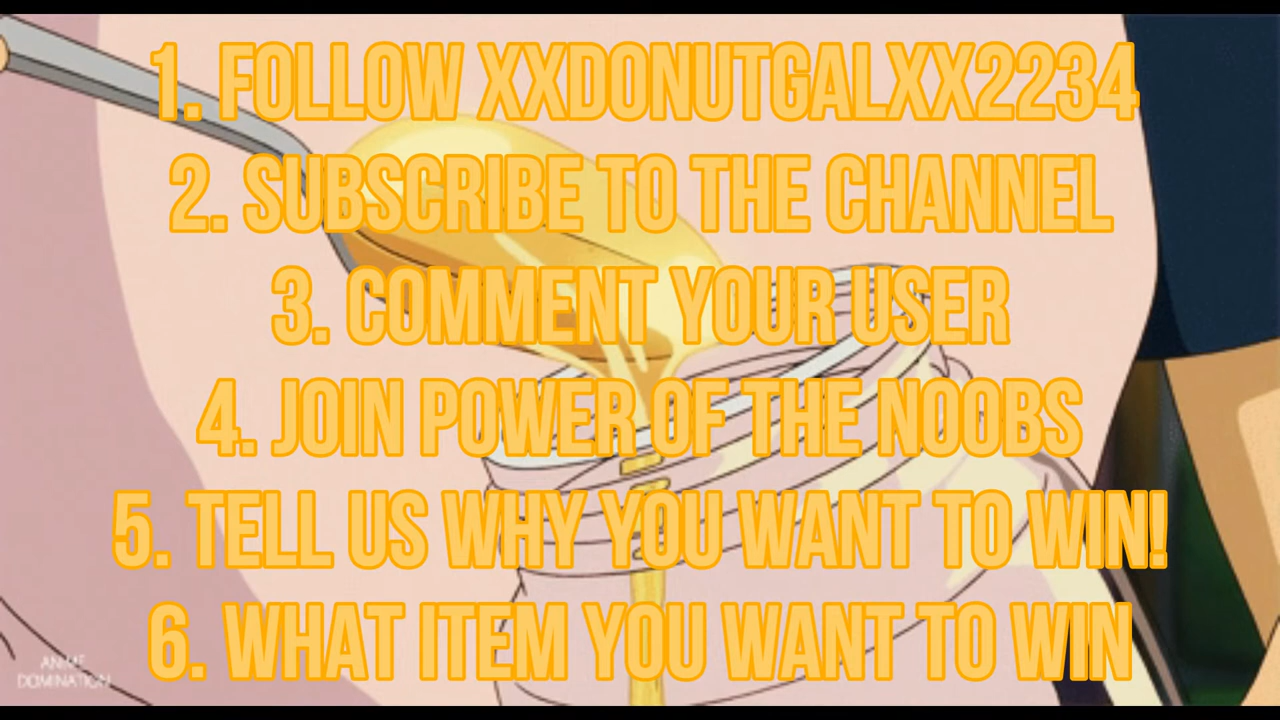 1. FOLLOW XXDONUTGALXX2234
2. SUBSCRIBE TO THE CHANNEL
3. COMMENT YOUR USER
4. JOIN POWER OF THE NOOBS
5. TELL US WHY YOU WANT TO WIN!
6. WHAT ITEM YOU WANT TO WIN
ANIME
DOMINATION